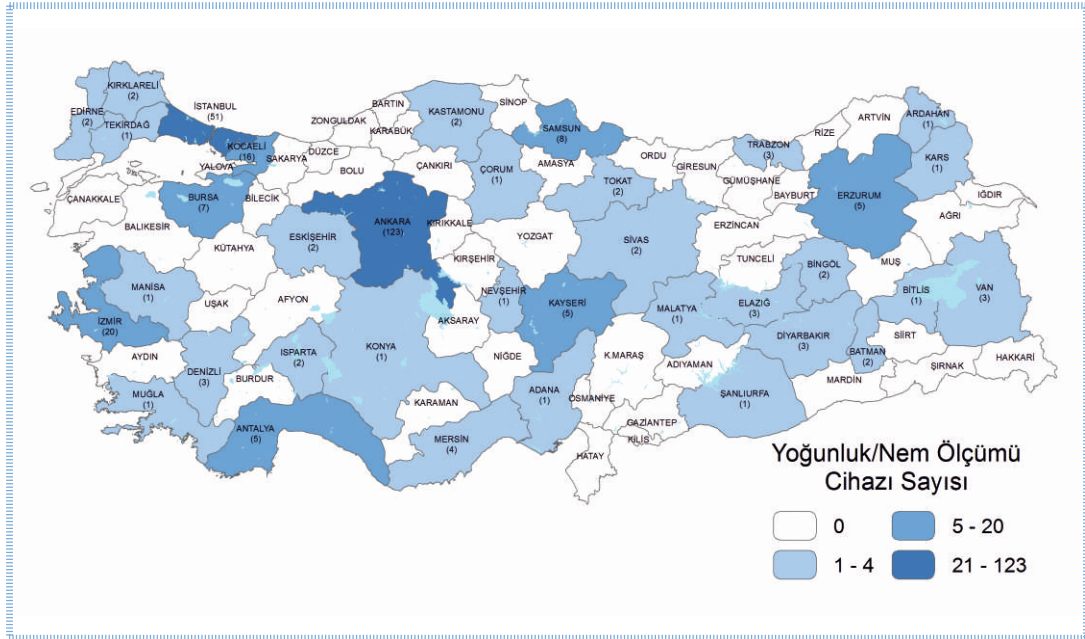 KIRKLARELİ
(2)
EDİRNE
(2)
TEKİRDAĞ
(1)
İSTANBUL
(51)
KOCAELİ
(16)
YALOVA
SAKARYA
DÜZCE
ZONGULDAK
BARTIN
KARABÜK
BOLU
KASTAMONU
(2)
SİNOP
ÇANKIRI
SAMSUN
(8)
ÇORUM
(1)
AMASYA
TOKAT
(2)
ORDU
GİRESUN
TRABZON
(3)
GÜMÜŞHANE
BAYBURT
RİZE
ARTVİN
ARDAHAN
(1)
KARS
(1)
IĞDIR
AĞRI
ERZURUM
(5)
ERZİNCAN
ÇANAKKALE
BALIKESİR
BURSA
(7)
BİLECİK
KÜTAHYA
ESKİŞEHİR
(2)
ANKARA
(123)
KIRIKKALE
KIRŞEHİR
YOZGAT
SİVAS
(2)
TUNCELİ
BİNGÖL
(2)
MUŞ
BİTLİS
(1)
VAN
(3)
MANİSA
(1)
UŞAK
AFYON
İZMİR
(20)
AYDIN
DENİZLİ
(3)
MUĞLA
(1)
BURDUR
ISPARTA
(2)
ANTALYA
(5)
KONYA
(1)
AKSARAY
NEVŞEHİR
(1)
KAYSERİ
(5)
NİĞDE
KARAMAN
MERSİN
(4)
ADANA
(1)
OSMANİYE
K.MARAŞ
MALATYA
(1)
ELAZIĞ
(3)
DİYARBAKIR
(3)
BATMAN
(2)
SİİRT
ŞIRNAK
HAKKARİ
MARDİN
ADIYAMAN
ŞANLIURFA
(1)
GAZİANTEP
KİLİS
HATAY
Yoğunluk/Nem Ölçümü
Cihazı Sayısı
0
5 - 20
1 - 4
21 - 123